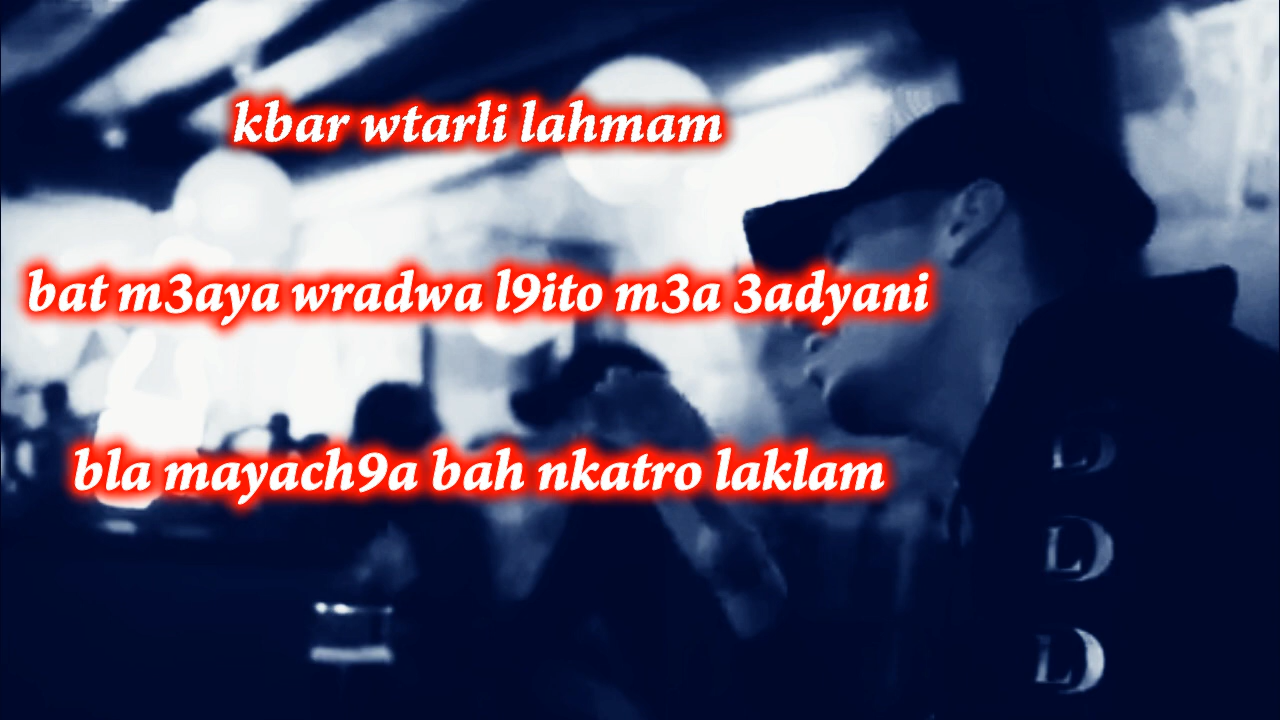 kbar wtarli lahmam
bat m3aya wradwa l9ito m3a 3adyani
bla mayach9a bah nkatro laklam